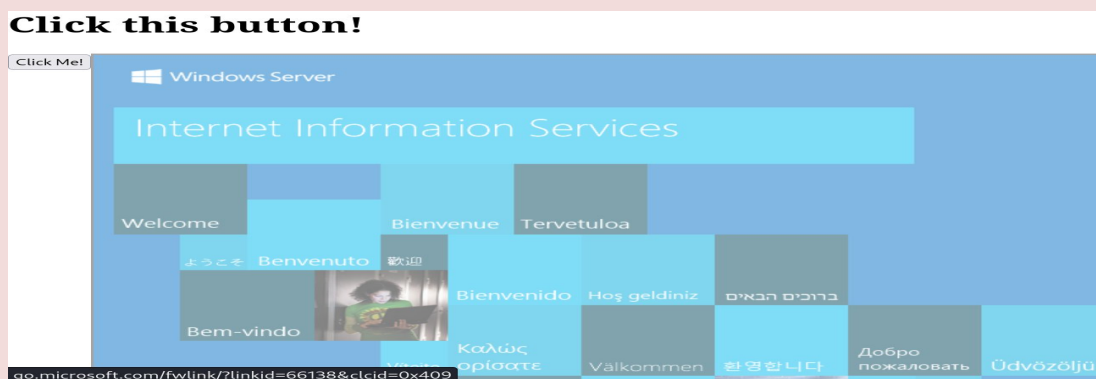 Click this button!
Click Me!
Windows Server
Internet Information Services
Welcome
Bienvenue
Tervetuloa
ようこそ
Benvenuto
歓迎
Bienvenido
Hoş geldiniz
ברוכים הבאים
Bem-vindo
Καλώς
ορίσατε
Välkommen
환영합니다
Добро
пожаловать
Üdvözöljü
go.microsoft.com/fwlink/?linkid=66138&clcid=0x409